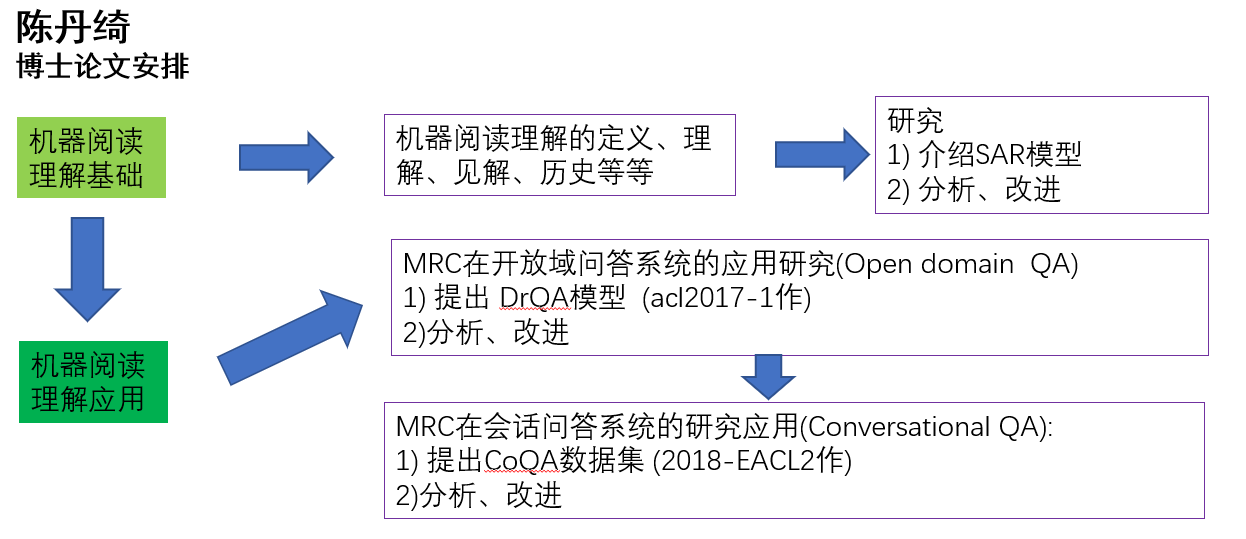 陈丹绮
博士论文安排
机器阅读
理解基础
机器阅读理解的定义、理
解、见解、历史等等
研究
1) 介绍SAR模型
2) 分析、改进
MRC在开放域问答系统的应用研究(Open domain  QA)
1) 提出 DrQA模型  (acl2017-1作)
2)分析、改进
机器阅读
理解应用
MRC在会话问答系统的研究应用(Conversational QA):
1) 提出CoQA数据集 (2018-EACL2作)
2)分析、改进